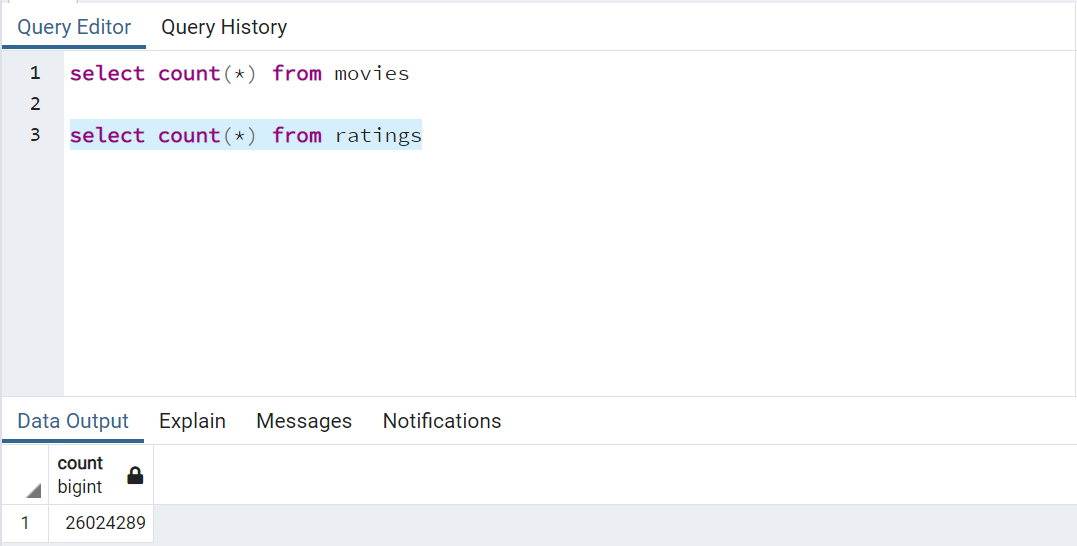 Query Editor Query History
1 select count(*) from movies
2
3 select count(*) from ratings
Data Output Explain Messages Notifications
count
bigint
1 26024289